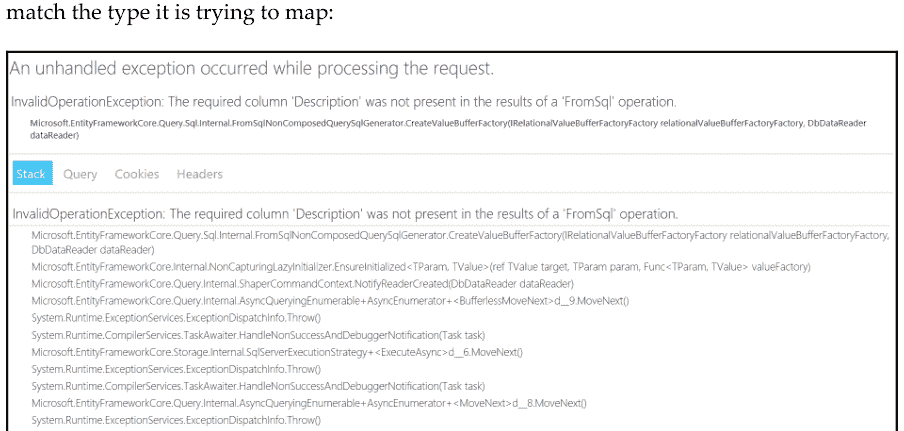 match the type it is trying to map:
An unhandled exception occurred while processing the request.
InvalidOperationException: The required column 'Description' was not present in the results of a 'FromSql' operation.
Microsoft.EntityFrameworkCore.Query.Sql.Internal.FromSqlNonComposedQuerySqlGenerator.CreateValueBufferFactory(IRelationalValueBufferFactoryFactory relationalValueBufferFactoryFactory, DbDataReader
dataReader)
Stack Query Cookies Headers
InvalidOperationException: The required column 'Description' was not present in the results of a 'FromSql' operation.
Microsoft.EntityFrameworkCore.Query.Sql.Internal.FromSqlNonComposedQuerySqlGenerator.CreateValueBufferFactory(IRelationalValueBufferFactoryFactory relationalValueBufferFactoryFactory,
DbDataReader dataReader)
Microsoft.EntityFrameworkCore.Internal.NonCapturingLazyInitializer.EnsureInitialized<TParam, TValue>(ref TValue target, TParam param, Func<TParam, TValue> valueFactory)
Microsoft.EntityFrameworkCore.Query.Internal.ShaperCommandContext.NotifyReaderCreated(DbDataReader dataReader)
Microsoft.EntityFrameworkCore.Query.Internal.AsyncQueryingEnumerable+AsyncEnumerator+<BufferlessMoveNext>d__9.MoveNext()
System.Runtime.ExceptionServices.ExceptionDispatchInfo.Throw()
System.Runtime.CompilerServices.TaskAwaiter.HandleNonSuccessAndDebuggerNotification(Task task)
Microsoft.EntityFrameworkCore.Storage.Internal.SqlServerExecutionStrategy+<ExecuteAsync>d__6.MoveNext()
System.Runtime.ExceptionServices.ExceptionDispatchInfo.Throw()
System.Runtime.CompilerServices.TaskAwaiter.HandleNonSuccessAndDebuggerNotification(Task task)
Microsoft.EntityFrameworkCore.Query.Internal.AsyncQueryingEnumerable+AsyncEnumerator+<MoveNext>d__8.MoveNext()
System.Runtime.ExceptionServices.ExceptionDispatchInfo.Throw()